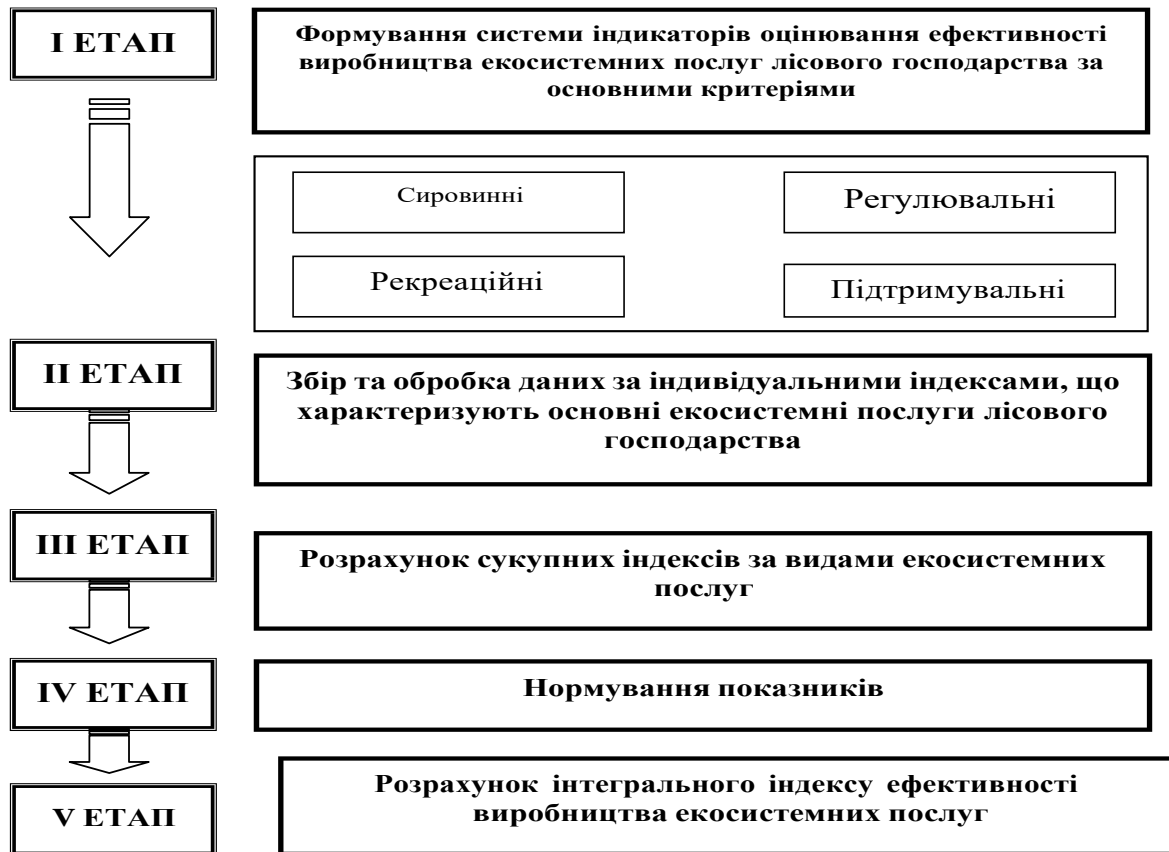 І ЕТАП
Формування системи індикаторів оцінювання ефективності
виробництва екосистемних послуг лісового господарства за
основними критеріями
Сировинні
Регулювальні
Рекреаційні
Підтримувальні
ІІ ЕТАП
Збір та обробка даних за індивідуальними індексами, що
характеризують основні екосистемні послуги лісового
господарства
ІІІ ЕТАП
Розрахунок сукупних індексів за видами екосистемних
послуг
IV ЕТАП
Нормування показників
V ЕТАП
Розрахунок інтегрального індексу ефективності
виробництва екосистемних послуг